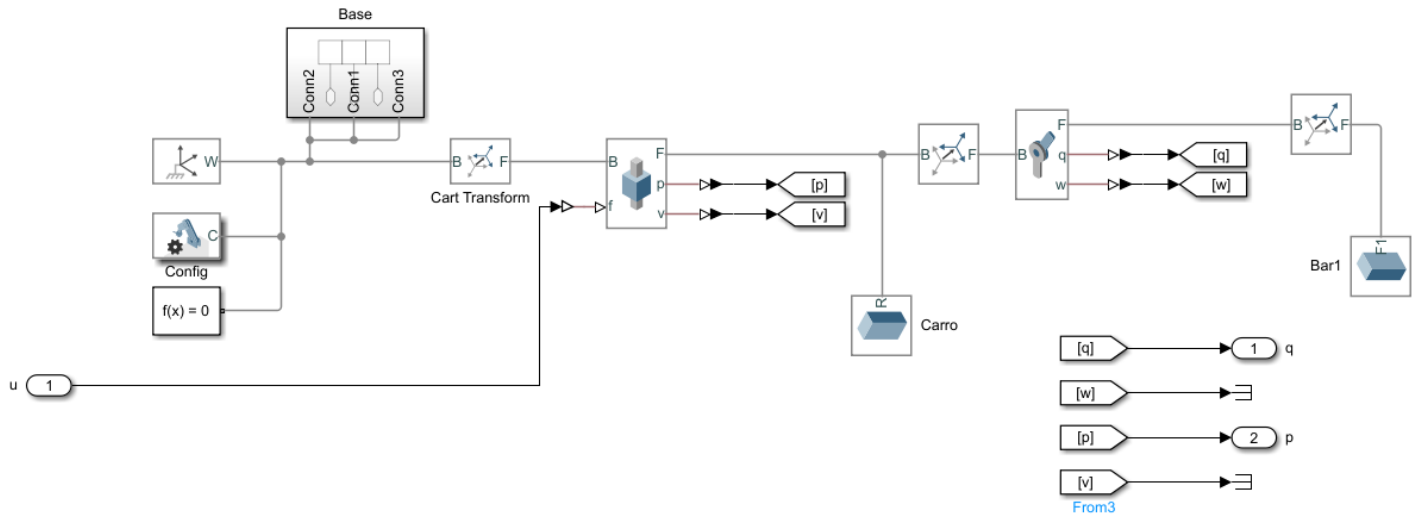 Base
Conn2
Conn1
Conn3
W
B
F
Cart Transform
B
F
p
v
f
[p]
[v]
B
F
B
F
q
w
[q]
[w]
B
F
C
Config
f(x) = 0
R
Carro
F1
Bar1
u
1
[q]
1
q
[w]
[p]
2
p
[v]
From3